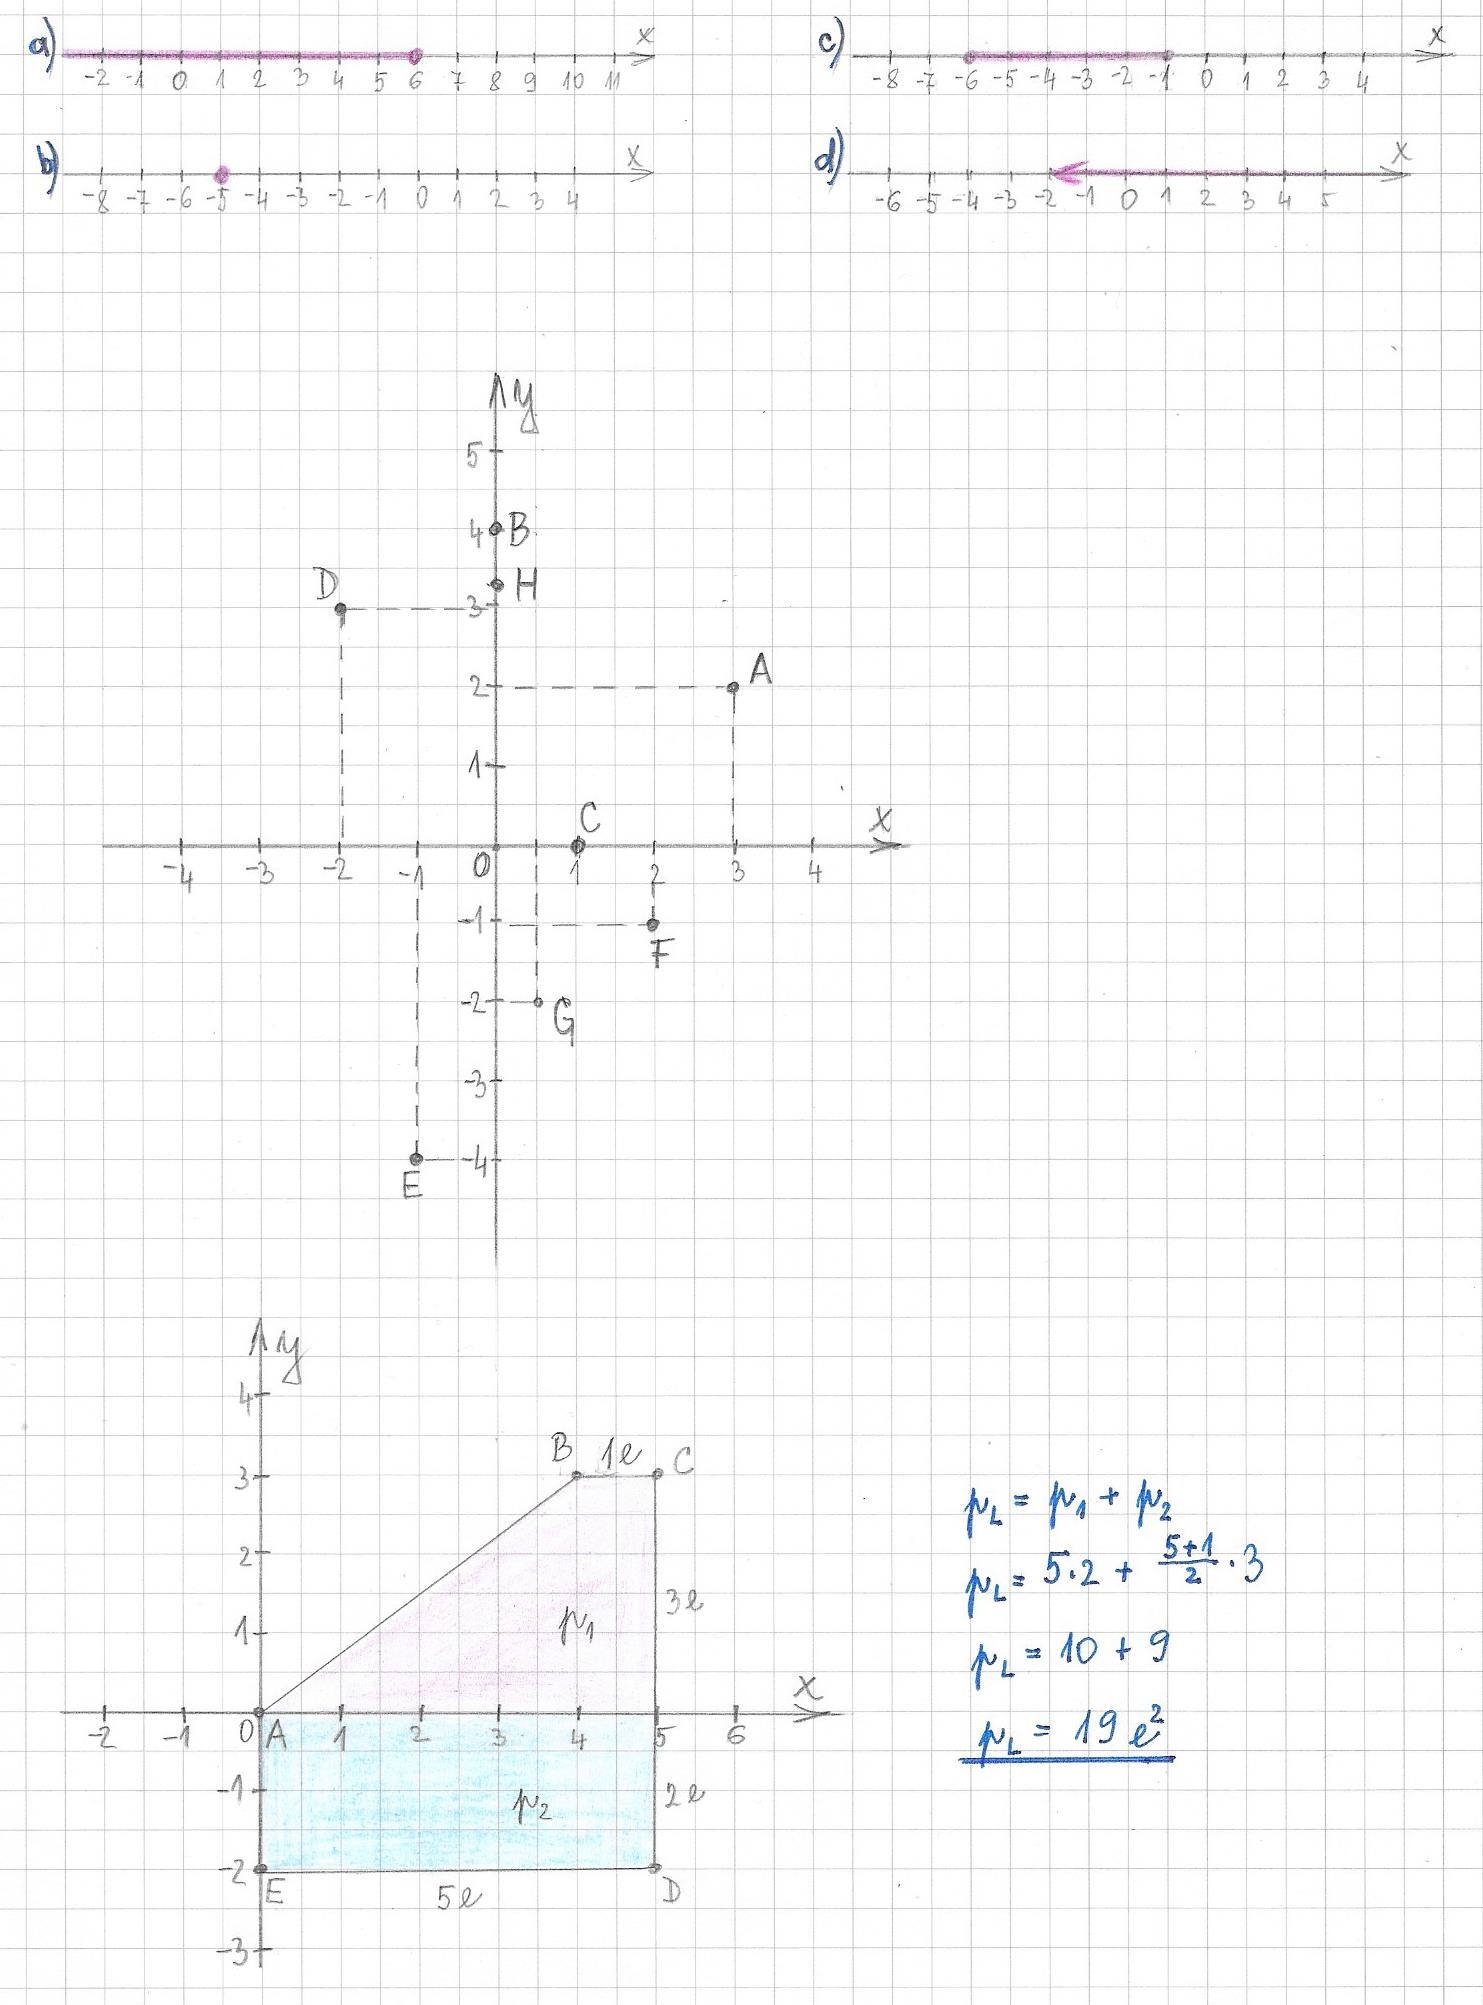 a) x
-2 -1 0 1 2 3 4 5 6 7 8 9 10 11
c) x
-8 -7 -6 -5 -4 -3 -2 -1 0 1 2 3 4
b) x
-8 -7 -6 -5 -4 -3 -2 -1 0 1 2 3 4
d) x
-6 -5 -4 -3 -2 -1 0 1 2 3 4 5
y
5
4 B
H
D
3
A
2
1
C
x
-4 -3 -2 -1 0 1 2 3 4
-1
F
-2
G
-3
-4
E
y
4
B 1e C
3
2
3e
p₁
1
x
-2 -1 0 A 1 2 3 4 5 6
-1
2e
p₂
-2
E
5e
D
-3
p_L = p₁ + p₂
p_L = 5·2 + (5+1)/2 · 3
p_L = 10 + 9
p_L = 19 e²